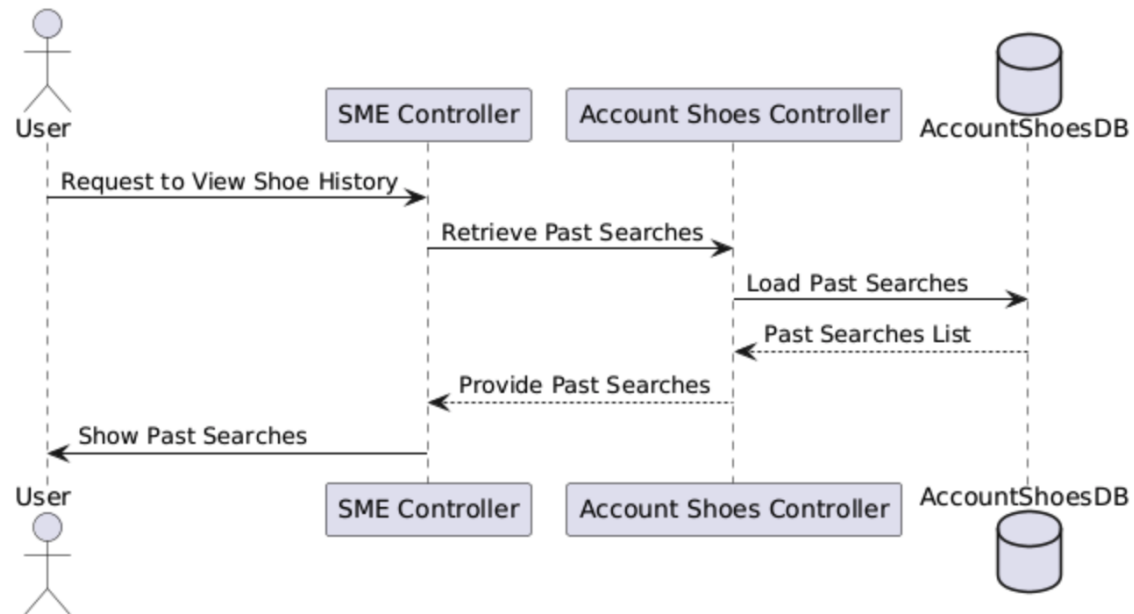 User
SME Controller
Account Shoes Controller
AccountShoesDB
Request to View Shoe History
Retrieve Past Searches
Load Past Searches
Past Searches List
Provide Past Searches
Show Past Searches
User
SME Controller
Account Shoes Controller
AccountShoesDB